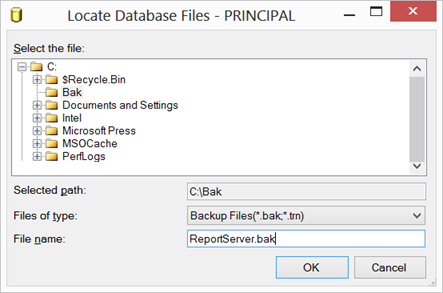 Locate Database Files - PRINCIPAL
Select the file:
C:
$Recycle.Bin
Bak
Documents and Settings
Intel
Microsoft Press
MSOCache
PerfLogs
Selected path:
C:\Bak
Files of type:
Backup Files(*.bak;*.trn)
File name:
ReportServer.bak
OK
Cancel